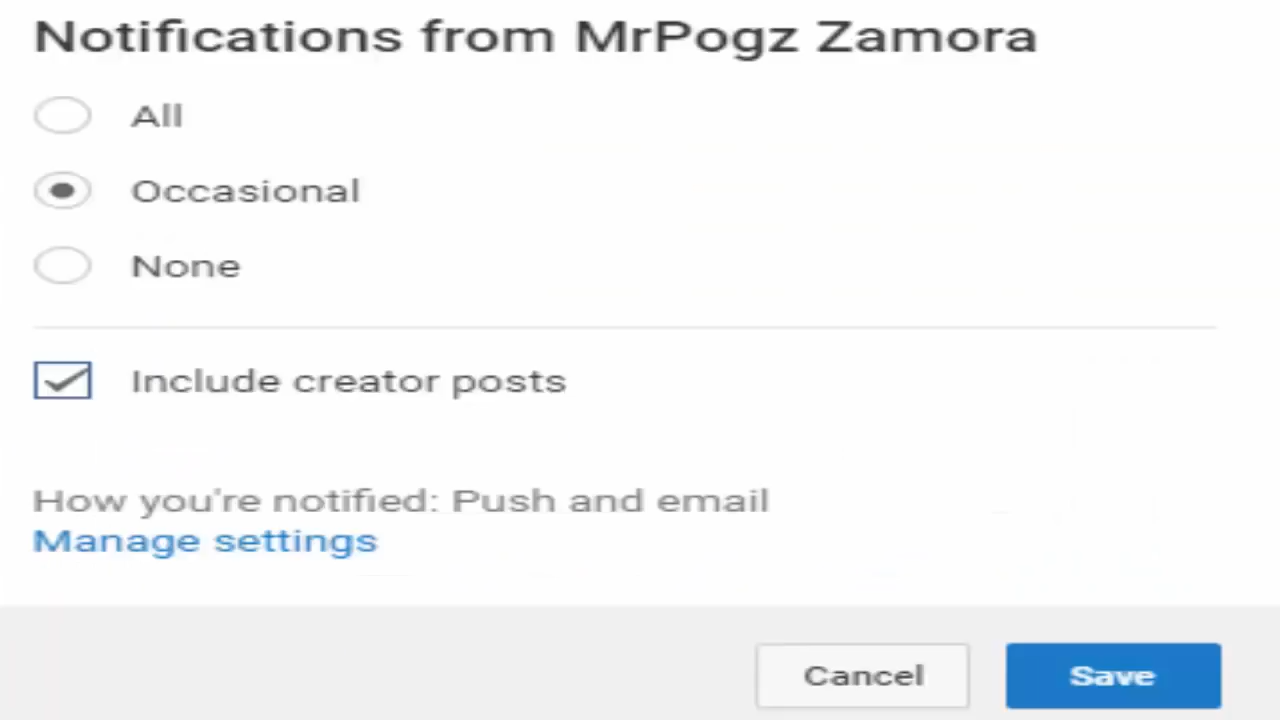 Notifications from MrPogz Zamora
All
Occasional
None
Include creator posts
How you're notified: Push and email
Manage settings
Cancel Save